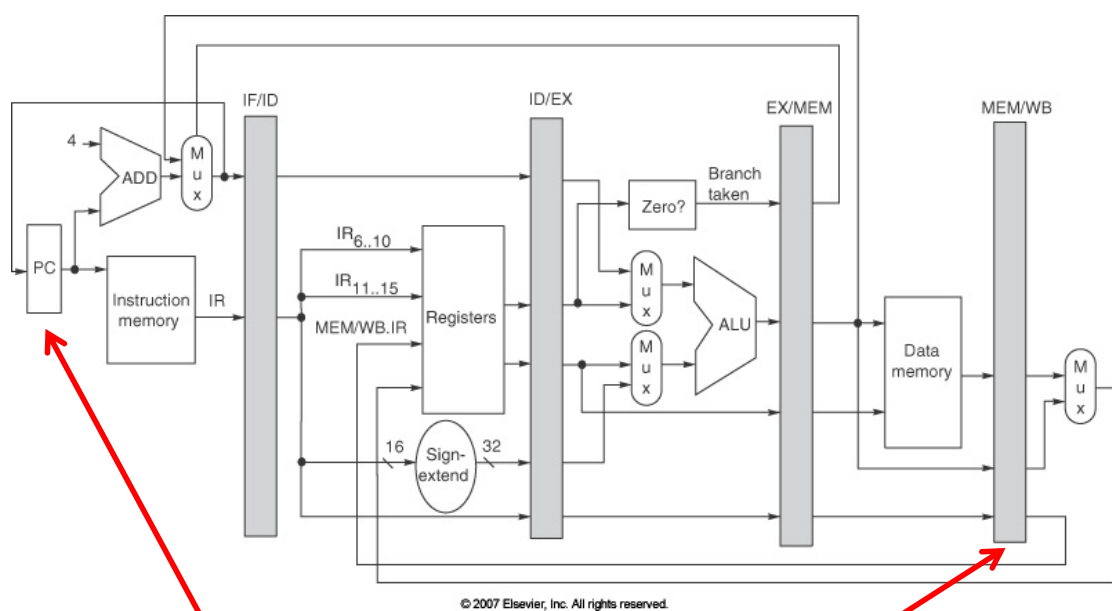 IF/ID
ID/EX
EX/MEM
MEM/WB
4
ADD
M
u
x
Branch
taken
Zero?
PC
Instruction
memory
IR
IR6..10
IR11..15
MEM/WB.IR
Registers
M
u
x
M
u
x
ALU
Data
memory
M
u
x
16
Sign-
extend
32
© 2007 Elsevier, Inc. All rights reserved.